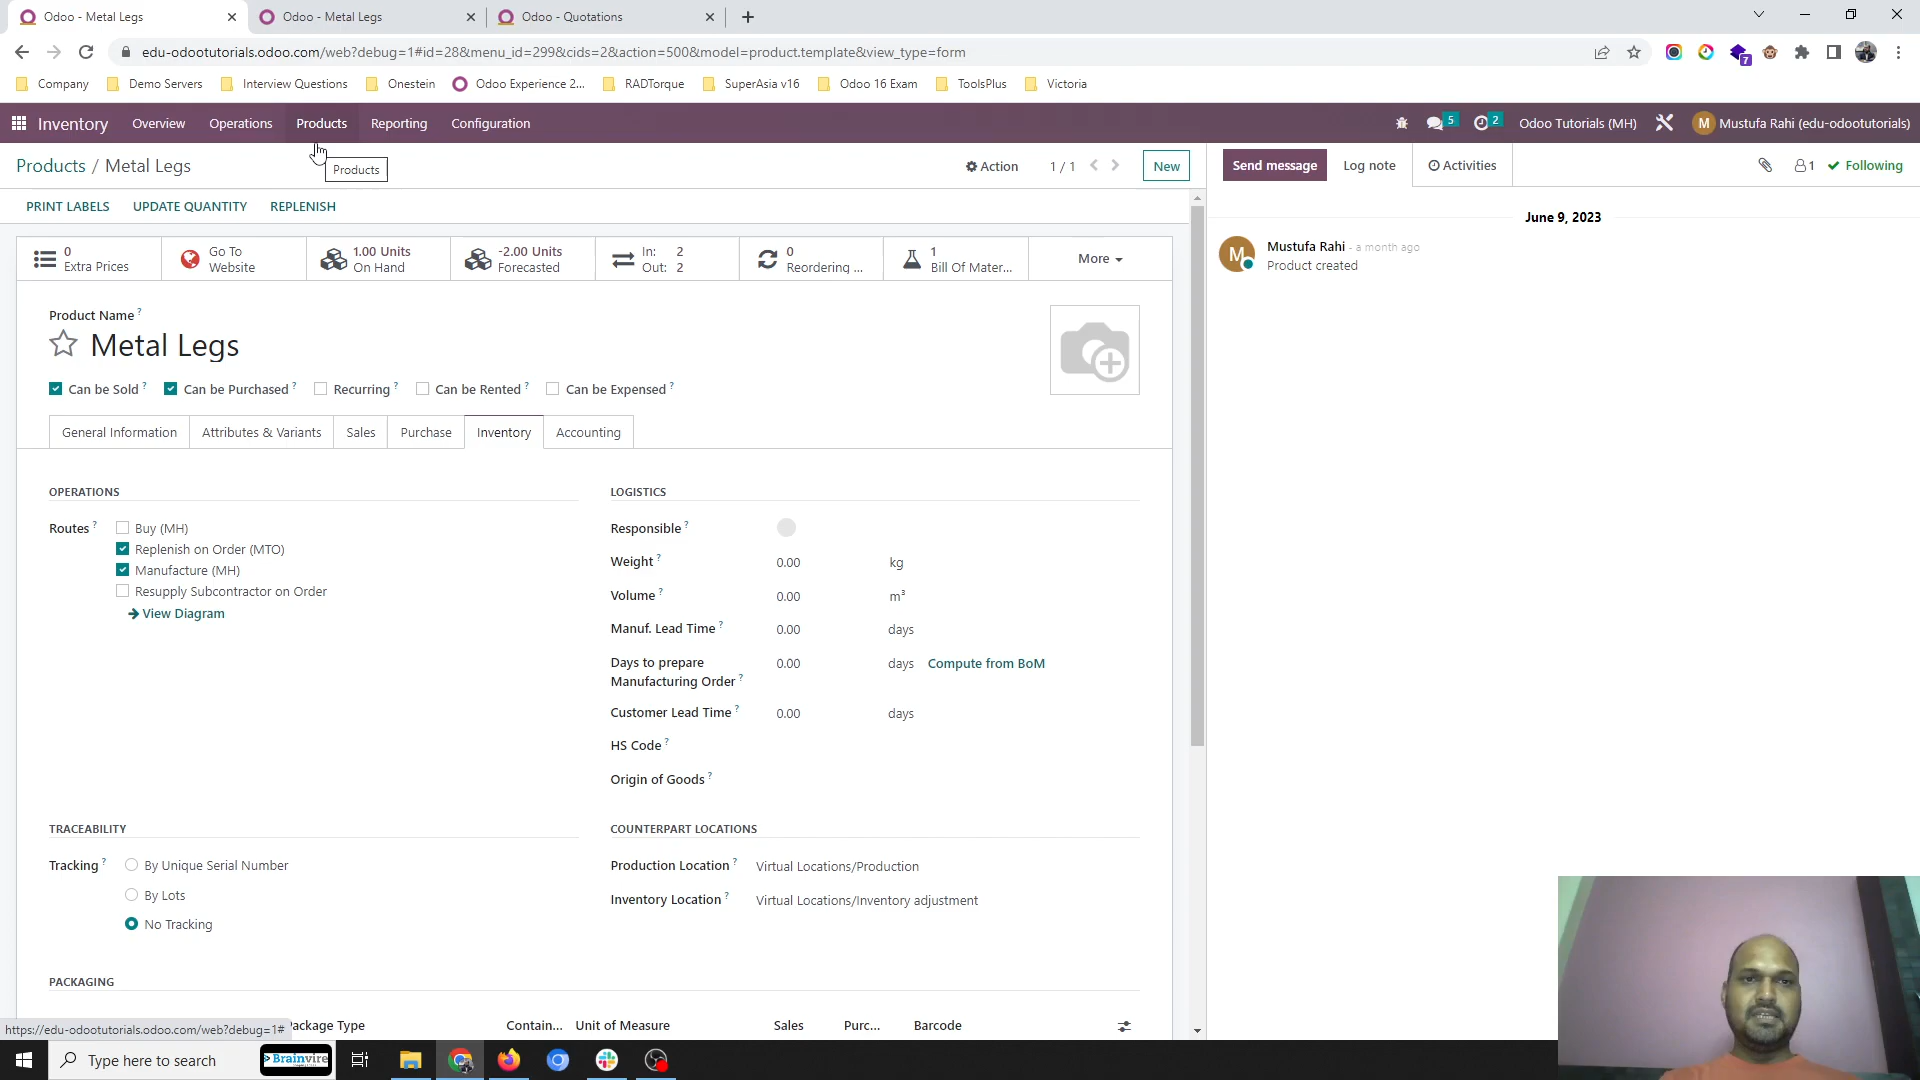 Odoo - Metal Legs
Odoo - Metal Legs
Odoo - Quotations
edu-odootutorials.odoo.com/web?debug=1#id=28&menu_id=299&cids=2&action=500&model=product.template&view_type=form
7
Company
Demo Servers
Interview Questions
Onestein
Odoo Experience 2...
RADTorque
SuperAsia v16
Odoo 16 Exam
ToolsPlus
Victoria
Inventory Overview Operations Products Reporting Configuration
5
2
Odoo Tutorials (MH)
M
Mustufa Rahi (edu-odootutorials)
Products / Metal Legs
Products
Action
1 / 1
New
Send message
Log note
Activities
1
Following
PRINT LABELS
UPDATE QUANTITY
REPLENISH
June 9, 2023
M
Mustufa Rahi - a month ago
Product created
0
Extra Prices
Go To
Website
1.00 Units
On Hand
-2.00 Units
Forecasted
In: 2
Out: 2
0
Reordering ...
1
Bill Of Mater...
More
Product Name ?
Metal Legs
Can be Sold ?
Can be Purchased ?
Recurring ?
Can be Rented ?
Can be Expensed ?
General Information
Attributes & Variants
Sales
Purchase
Inventory
Accounting
OPERATIONS
Routes ?
Buy (MH)
Replenish on Order (MTO)
Manufacture (MH)
Resupply Subcontractor on Order
View Diagram
LOGISTICS
Responsible ?
Weight ? 0.00 kg
Volume ? 0.00 m³
Manuf. Lead Time ? 0.00 days
Days to prepare
Manufacturing Order ?
0.00 days Compute from BoM
Customer Lead Time ? 0.00 days
HS Code ?
Origin of Goods ?
TRACEABILITY
Tracking ?
By Unique Serial Number
By Lots
No Tracking
COUNTERPART LOCATIONS
Production Location ? Virtual Locations/Production
Inventory Location ? Virtual Locations/Inventory adjustment
PACKAGING
https://edu-odootutorials.odoo.com/web?debug=1#
Package Type Contain... Unit of Measure Sales Purc... Barcode
Type here to search
Brainvire